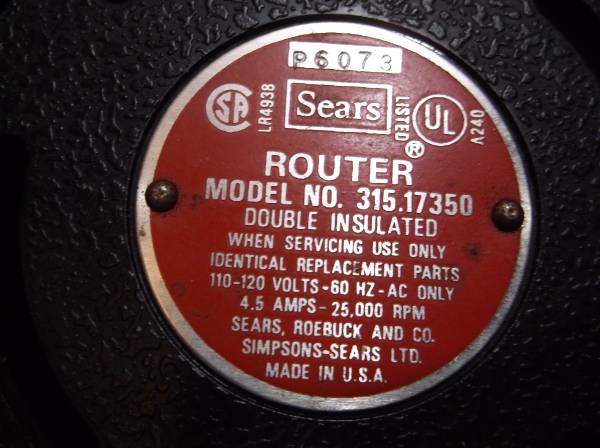 P6073
CSA
LR4938
Sears
LISTED
UL
®
A240
ROUTER
MODEL NO. 315.17350
DOUBLE INSULATED
WHEN SERVICING USE ONLY
IDENTICAL REPLACEMENT PARTS
110-120 VOLTS-60 HZ-AC ONLY
4.5 AMPS-25,000 RPM
SEARS, ROEBUCK AND CO.
SIMPSONS-SEARS LTD.
MADE IN U.S.A.